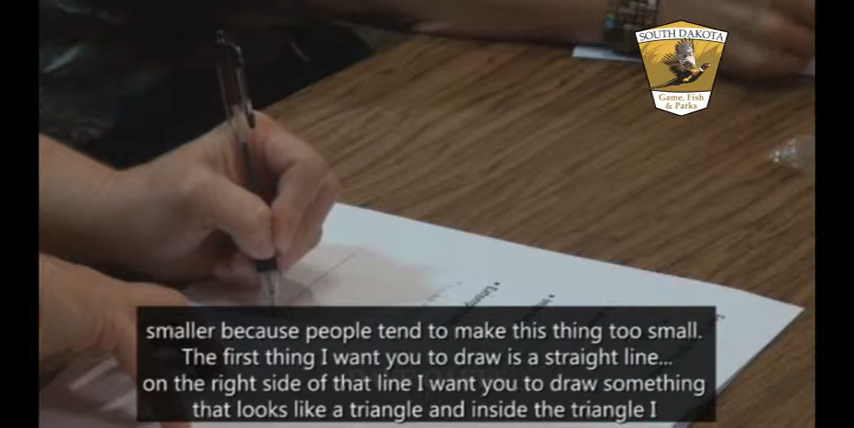 SOUTH DAKOTA
Game, Fish
& Parks
smaller because people tend to make this thing too small.
The first thing I want you to draw is a straight line...
on the right side of that line I want you to draw something
that looks like a triangle and inside the triangle I